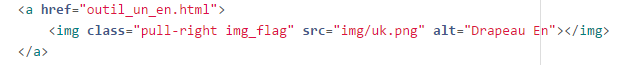 <a href="outil_un_en.html">
<img class="pull-right img_flag" src="img/uk.png" alt="Drapeau En"></img>
</a>